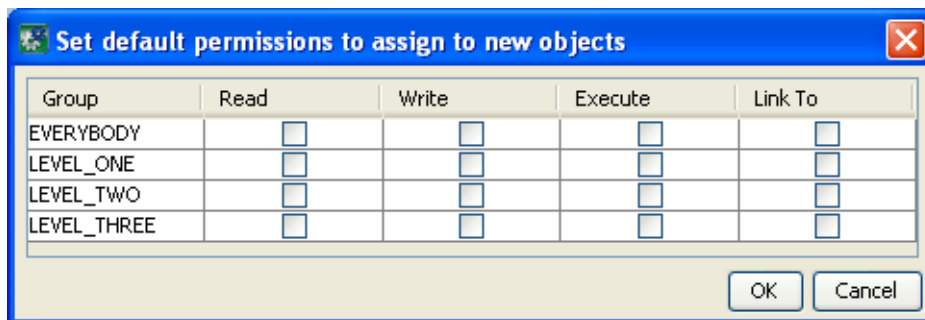 Set default permissions to assign to new objects
Group Read Write Execute Link To
EVERYBODY
LEVEL_ONE
LEVEL_TWO
LEVEL_THREE
OK Cancel